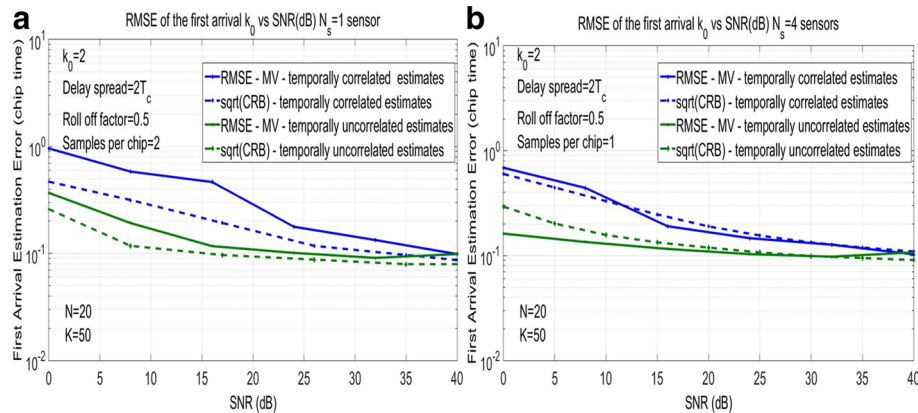 a
RMSE of the first arrival k0 vs SNR(dB) Ns=1 sensor
First Arrival Estimation Error (chip time)
10^1
10^0
10^-1
10^-2
k0=2
Delay spread=2Tc
Roll off factor=0.5
Samples per chip=2
RMSE - MV - temporally correlated estimates
sqrt(CRB) - temporally correlated estimates
RMSE - MV - temporally uncorrelated estimates
sqrt(CRB) - temporally uncorrelated estimates
N=20
K=50
0 5 10 15 20 25 30 35 40
SNR (dB)
b
RMSE of the first arrival k0 vs SNR(dB) Ns=4 sensors
First Arrival Estimation Error (chip time)
10^1
10^0
10^-1
10^-2
k0=2
Delay spread=2Tc
Roll off factor=0.5
Samples per chip=1
RMSE - MV - temporally correlated estimates
sqrt(CRB) - temporally correlated estimates
RMSE - MV - temporally uncorrelated estimates
sqrt(CRB) - temporally uncorrelated estimates
N=20
K=50
0 5 10 15 20 25 30 35 40
SNR (dB)